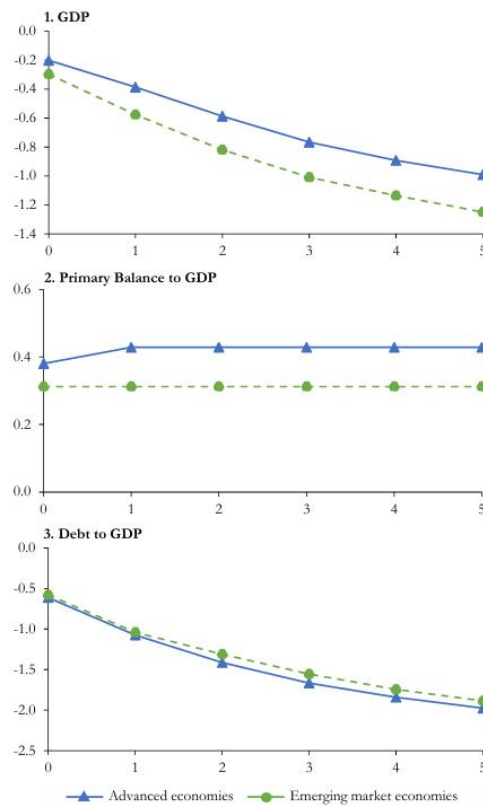 1. GDP
0.0
-0.2
-0.4
-0.6
-0.8
-1.0
-1.2
-1.4
0 1 2 3 4 5
2. Primary Balance to GDP
0.6
0.4
0.2
0.0
0 1 2 3 4 5
3. Debt to GDP
0.0
-0.5
-1.0
-1.5
-2.0
-2.5
0 1 2 3 4 5
Advanced economies Emerging market economies